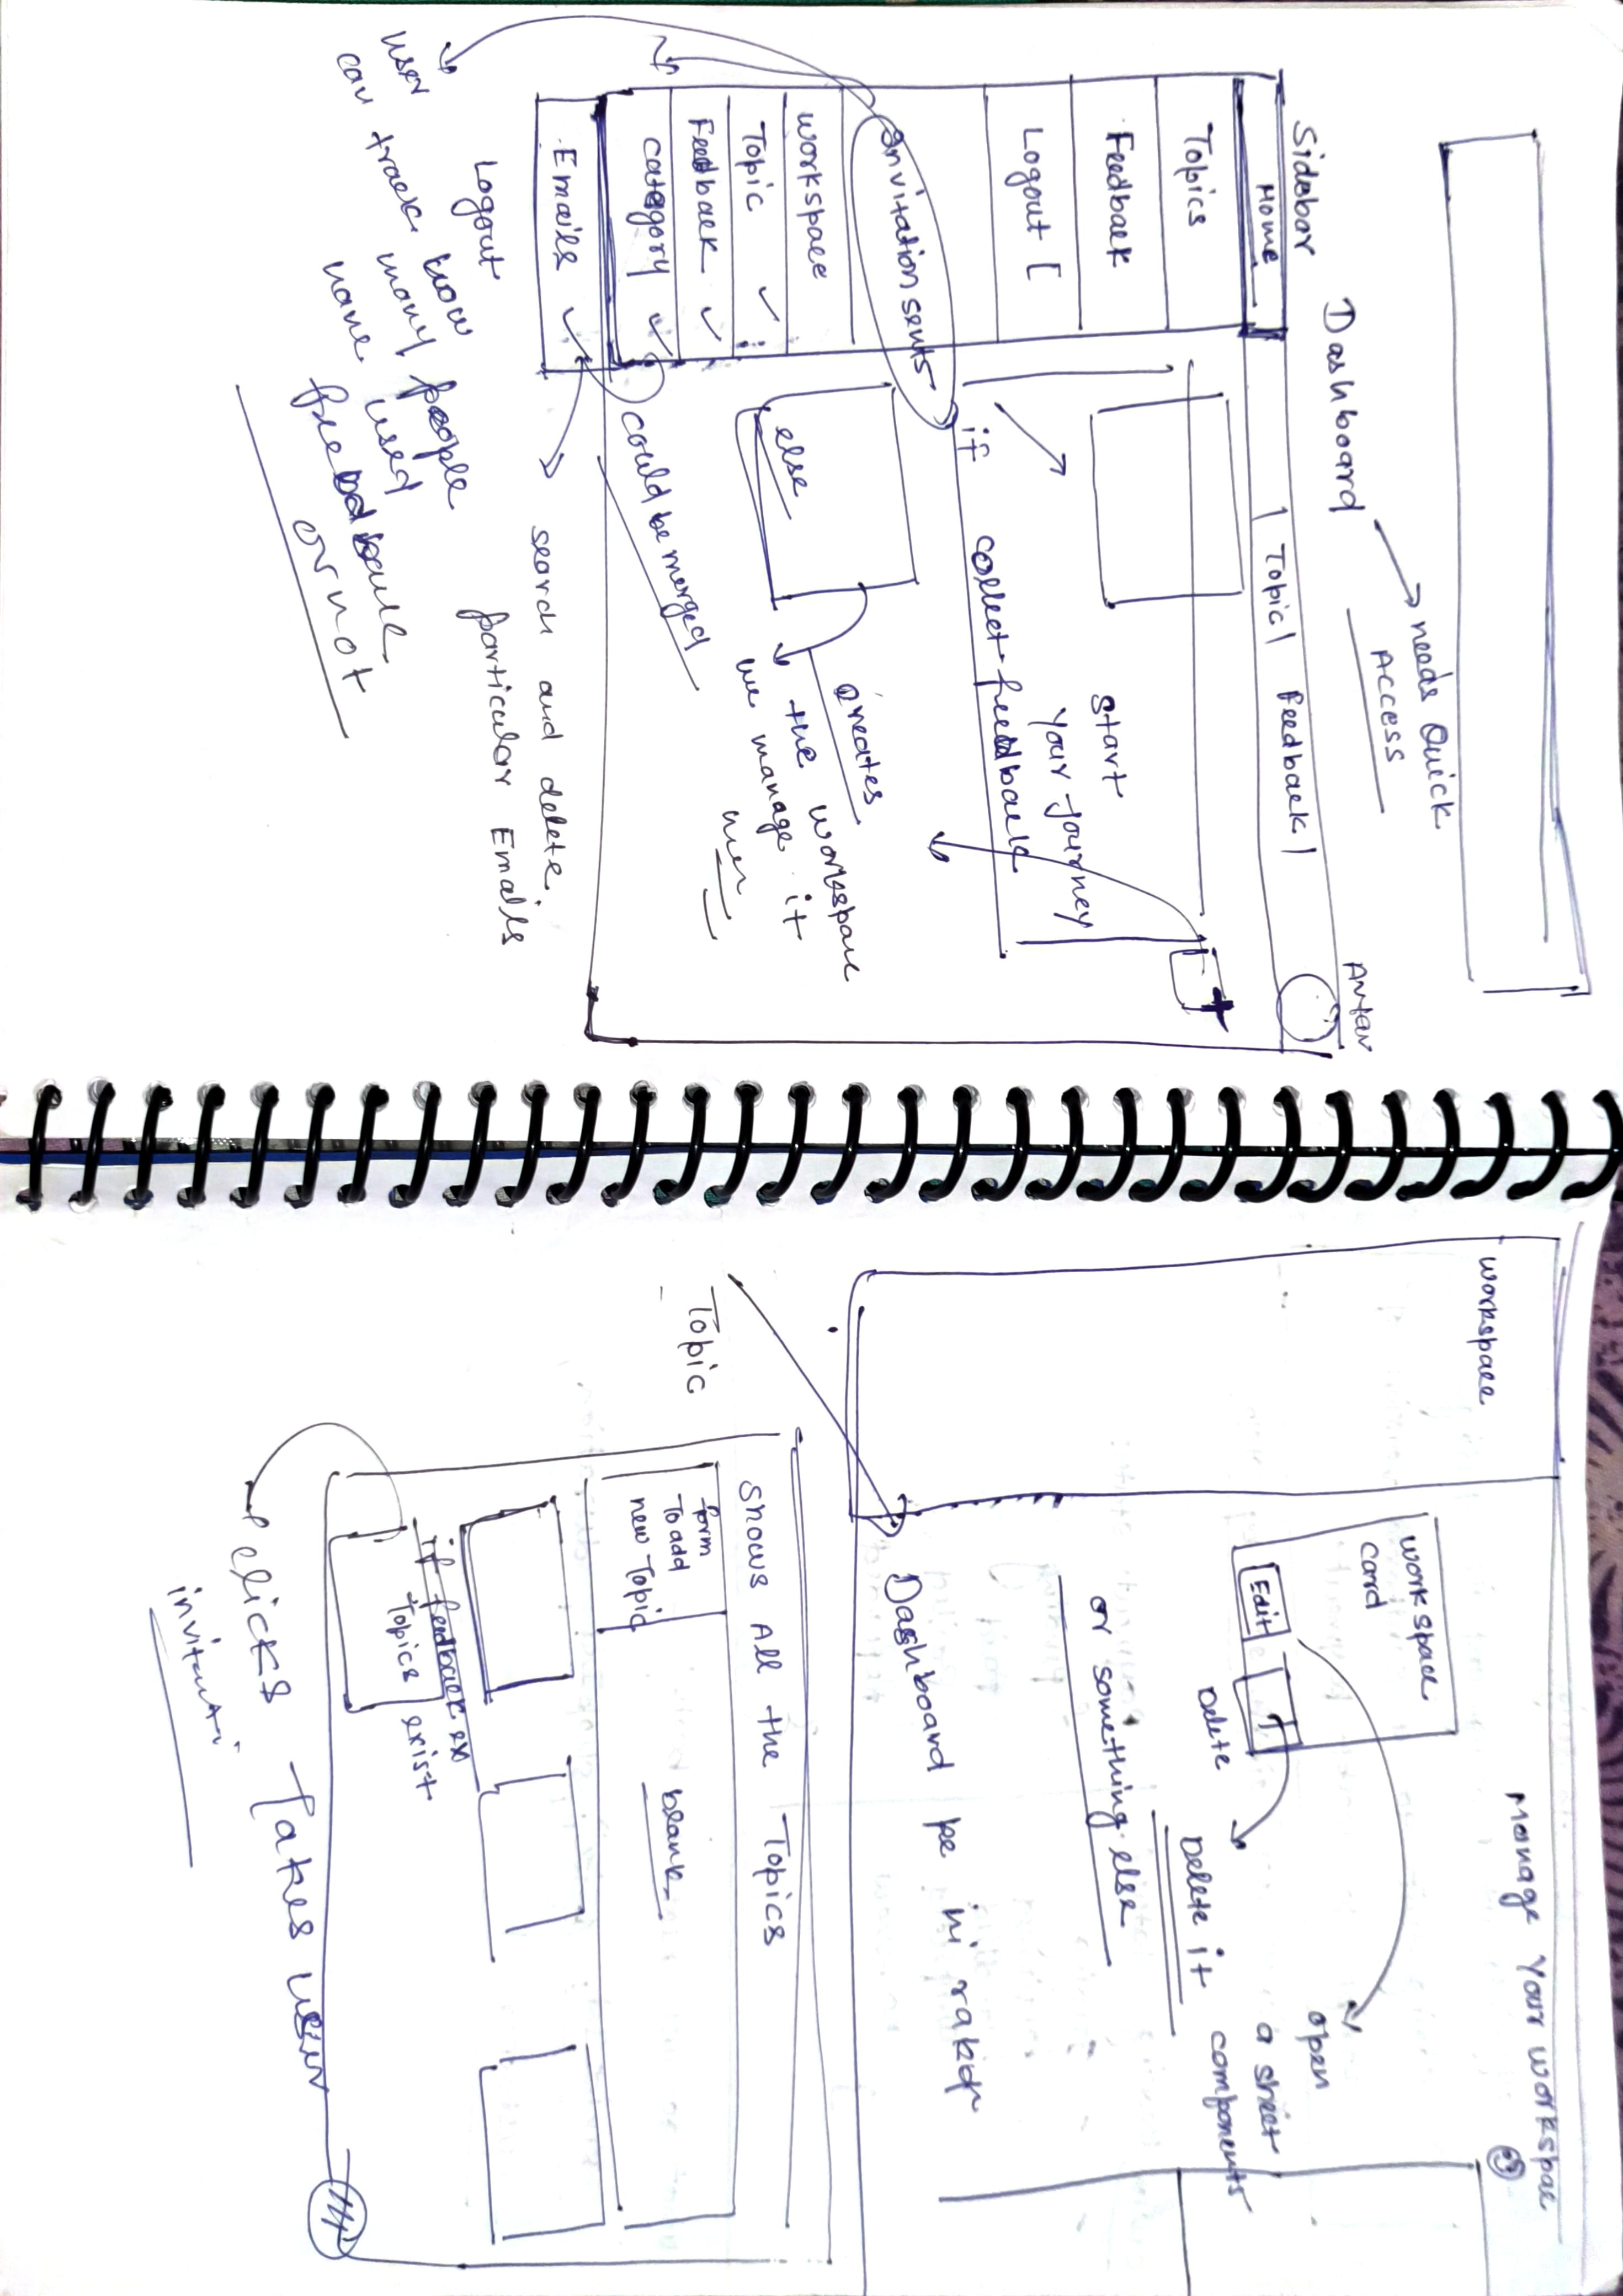 needs Quick
ACCESS
Dashboard
Avtar
Sidebar
Home
Topic
Feedback
Topics
Feedback
Logout [
start
Your Journey
collect feedback
if
Invitation sents
workspace
Topic ✓
Feedback ✓
category ✓
Emails ✓
Logout
else
creates
the workspace
we manage it
could be merged
search and delete
particular Emails
user
can track how
many people
have used
feedback
or not
Manage Your workspac
workspace
work space
card
Edit
Delete
Delete it
open
a sheet
components
or something else
Dashboard pe hi rakho
Topic
shows All the Topics
form
To add
new Topic
blank
if feedback ex
Topics exist
clicks Takes user